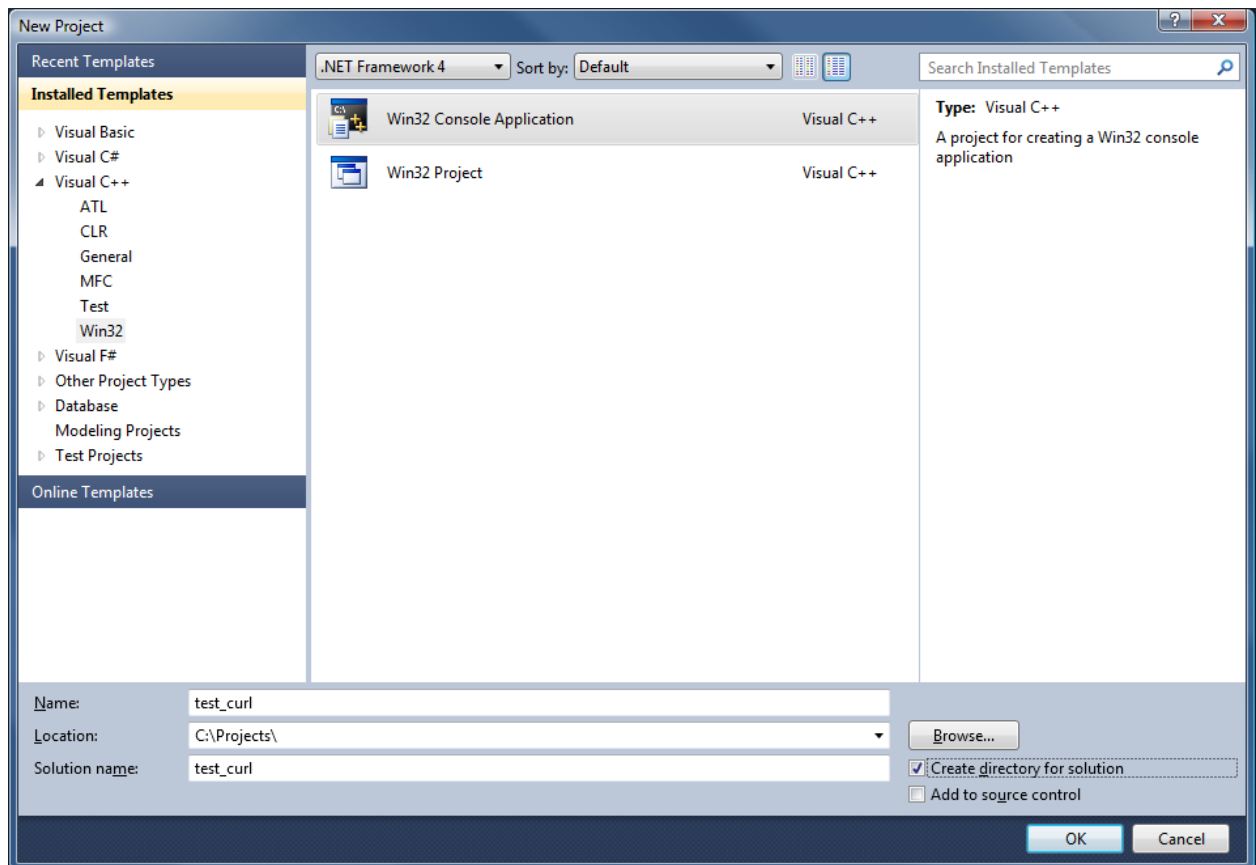 New Project
Recent Templates
Installed Templates
Visual Basic
Visual C#
Visual C++
ATL
CLR
General
MFC
Test
Win32
Visual F#
Other Project Types
Database
Modeling Projects
Test Projects
Online Templates
.NET Framework 4 Sort by: Default
Win32 Console Application Visual C++
Win32 Project Visual C++
Search Installed Templates
Type: Visual C++
A project for creating a Win32 console
application
Name: test_curl
Location: C:\Projects\ Browse...
Solution name: test_curl Create directory for solution
Add to source control
OK Cancel